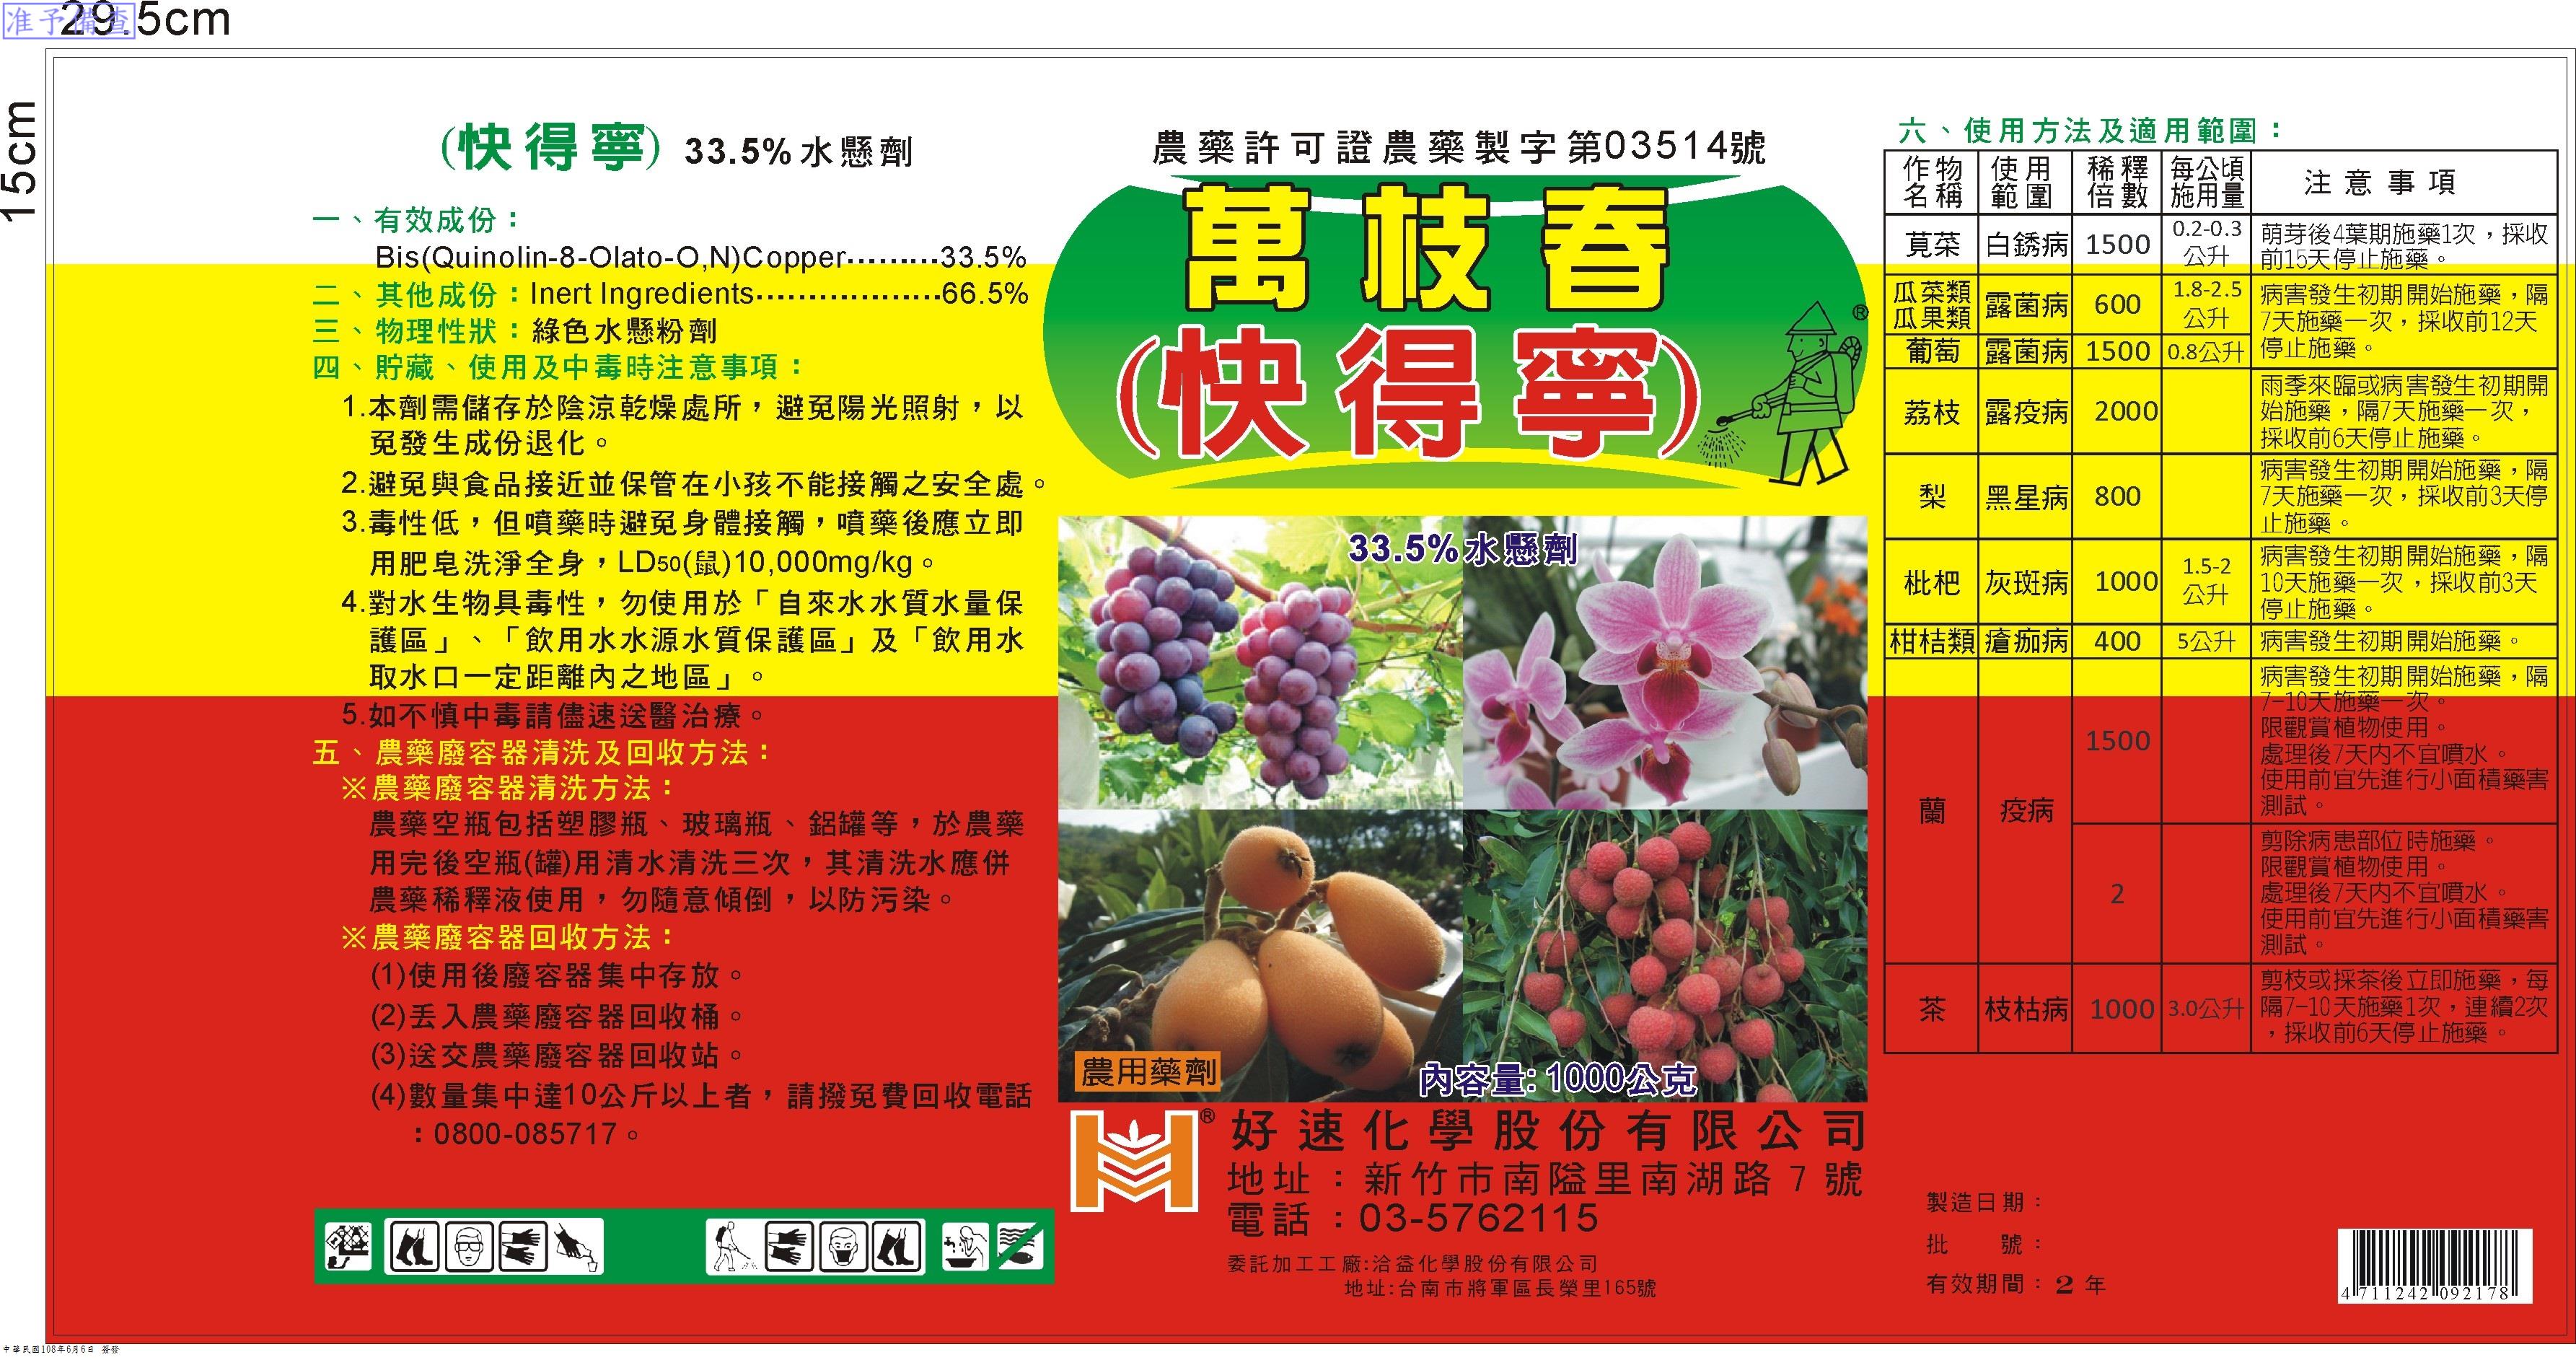 准予備查
29.5cm
15cm
(快得寧) 33.5%水懸劑
一、有效成份：
Bis(Quinolin-8-Olato-O,N)Copper·········33.5%
二、其他成份：Inert Ingredients··················66.5%
三、物理性狀：綠色水懸粉劑
四、貯藏、使用及中毒時注意事項：
1.本劑需儲存於陰涼乾燥處所，避免陽光照射，以
免發生成份退化。
2.避免與食品接近並保管在小孩不能接觸之安全處。
3.毒性低，但噴藥時避免身體接觸，噴藥後應立即
用肥皂洗淨全身，LD50(鼠)10,000mg/kg。
4.對水生物具毒性，勿使用於「自來水水質水量保
護區」、「飲用水水源水質保護區」及「飲用水
取水口一定距離內之地區」。
5.如不慎中毒請儘速送醫治療。
五、農藥廢容器清洗及回收方法：
※農藥廢容器清洗方法：
農藥空瓶包括塑膠瓶、玻璃瓶、鋁罐等，於農藥
用完後空瓶(罐)用清水清洗三次，其清洗水應併
農藥稀釋液使用，勿隨意傾倒，以防污染。
※農藥廢容器回收方法：
(1)使用後廢容器集中存放。
(2)丟入農藥廢容器回收桶。
(3)送交農藥廢容器回收站。
(4)數量集中達10公斤以上者，請撥免費回收電話
：0800-085717。
農藥許可證農藥製字第03514號
萬枝春
(快得寧)
®
33.5%水懸劑
農用藥劑
內容量:1000公克
®
好速化學股份有限公司
地址：新竹市南隘里南湖路7號
電話：03-5762115
委託加工工廠:洽益化學股份有限公司
地址:台南市將軍區長榮里165號
六、使用方法及適用範圍：
作物名稱 使用範圍 稀釋倍數 每公頃施用量 注意事項
莧菜 白銹病 1500 0.2-0.3公升 萌芽後4葉期施藥1次，採收
前15天停止施藥。
瓜菜類
瓜果類 露菌病 600 1.8-2.5公升 病害發生初期開始施藥，隔
7天施藥一次，採收前12天
葡萄 露菌病 1500 0.8公升 停止施藥。
荔枝 露疫病 2000 雨季來臨或病害發生初期開
始施藥，隔7天施藥一次，
採收前6天停止施藥。
梨 黑星病 800 病害發生初期開始施藥，隔
7天施藥一次，採收前3天停
止施藥。
枇杷 灰斑病 1000 1.5-2公升 病害發生初期開始施藥，隔
10天施藥一次，採收前3天
停止施藥。
柑桔類 瘡痂病 400 5公升 病害發生初期開始施藥。
蘭 疫病 1500 病害發生初期開始施藥，隔
7-10天施藥一次。
限觀賞植物使用。
處理後7天內不宜噴水。
使用前宜先進行小面積藥害
測試。
2 剪除病患部位時施藥。
限觀賞植物使用。
處理後7天內不宜噴水。
使用前宜先進行小面積藥害
測試。
茶 枝枯病 1000 3.0公升 剪枝或採茶後立即施藥，每
隔7-10天施藥1次，連續2次
，採收前6天停止施藥。
製造日期：
批 號：
有效期間：2年
4 711242 092178
中華民國108年6月6日 簽發